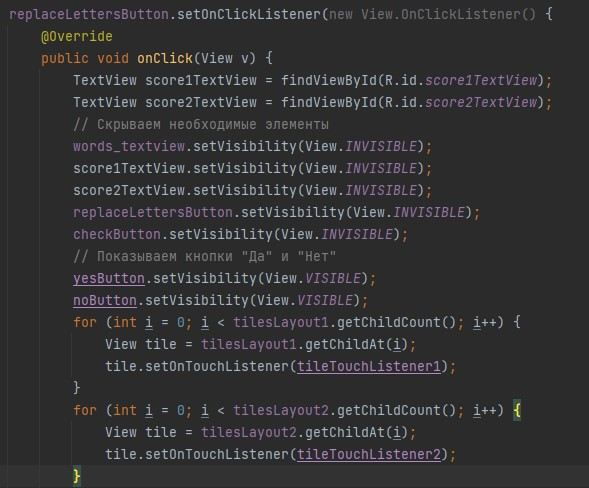 replaceLettersButton.setOnClickListener(new View.OnClickListener() {
@Override
public void onClick(View v) {
TextView score1TextView = findViewById(R.id.score1TextView);
TextView score2TextView = findViewById(R.id.score2TextView);
// Скрываем необходимые элементы
words_textview.setVisibility(View.INVISIBLE);
score1TextView.setVisibility(View.INVISIBLE);
score2TextView.setVisibility(View.INVISIBLE);
replaceLettersButton.setVisibility(View.INVISIBLE);
checkButton.setVisibility(View.INVISIBLE);
// Показываем кнопки "Да" и "Нет"
yesButton.setVisibility(View.VISIBLE);
noButton.setVisibility(View.VISIBLE);
for (int i = 0; i < tilesLayout1.getChildCount(); i++) {
View tile = tilesLayout1.getChildAt(i);
tile.setOnTouchListener(tileTouchListener1);
}
for (int i = 0; i < tilesLayout2.getChildCount(); i++) {
View tile = tilesLayout2.getChildAt(i);
tile.setOnTouchListener(tileTouchListener2);
}